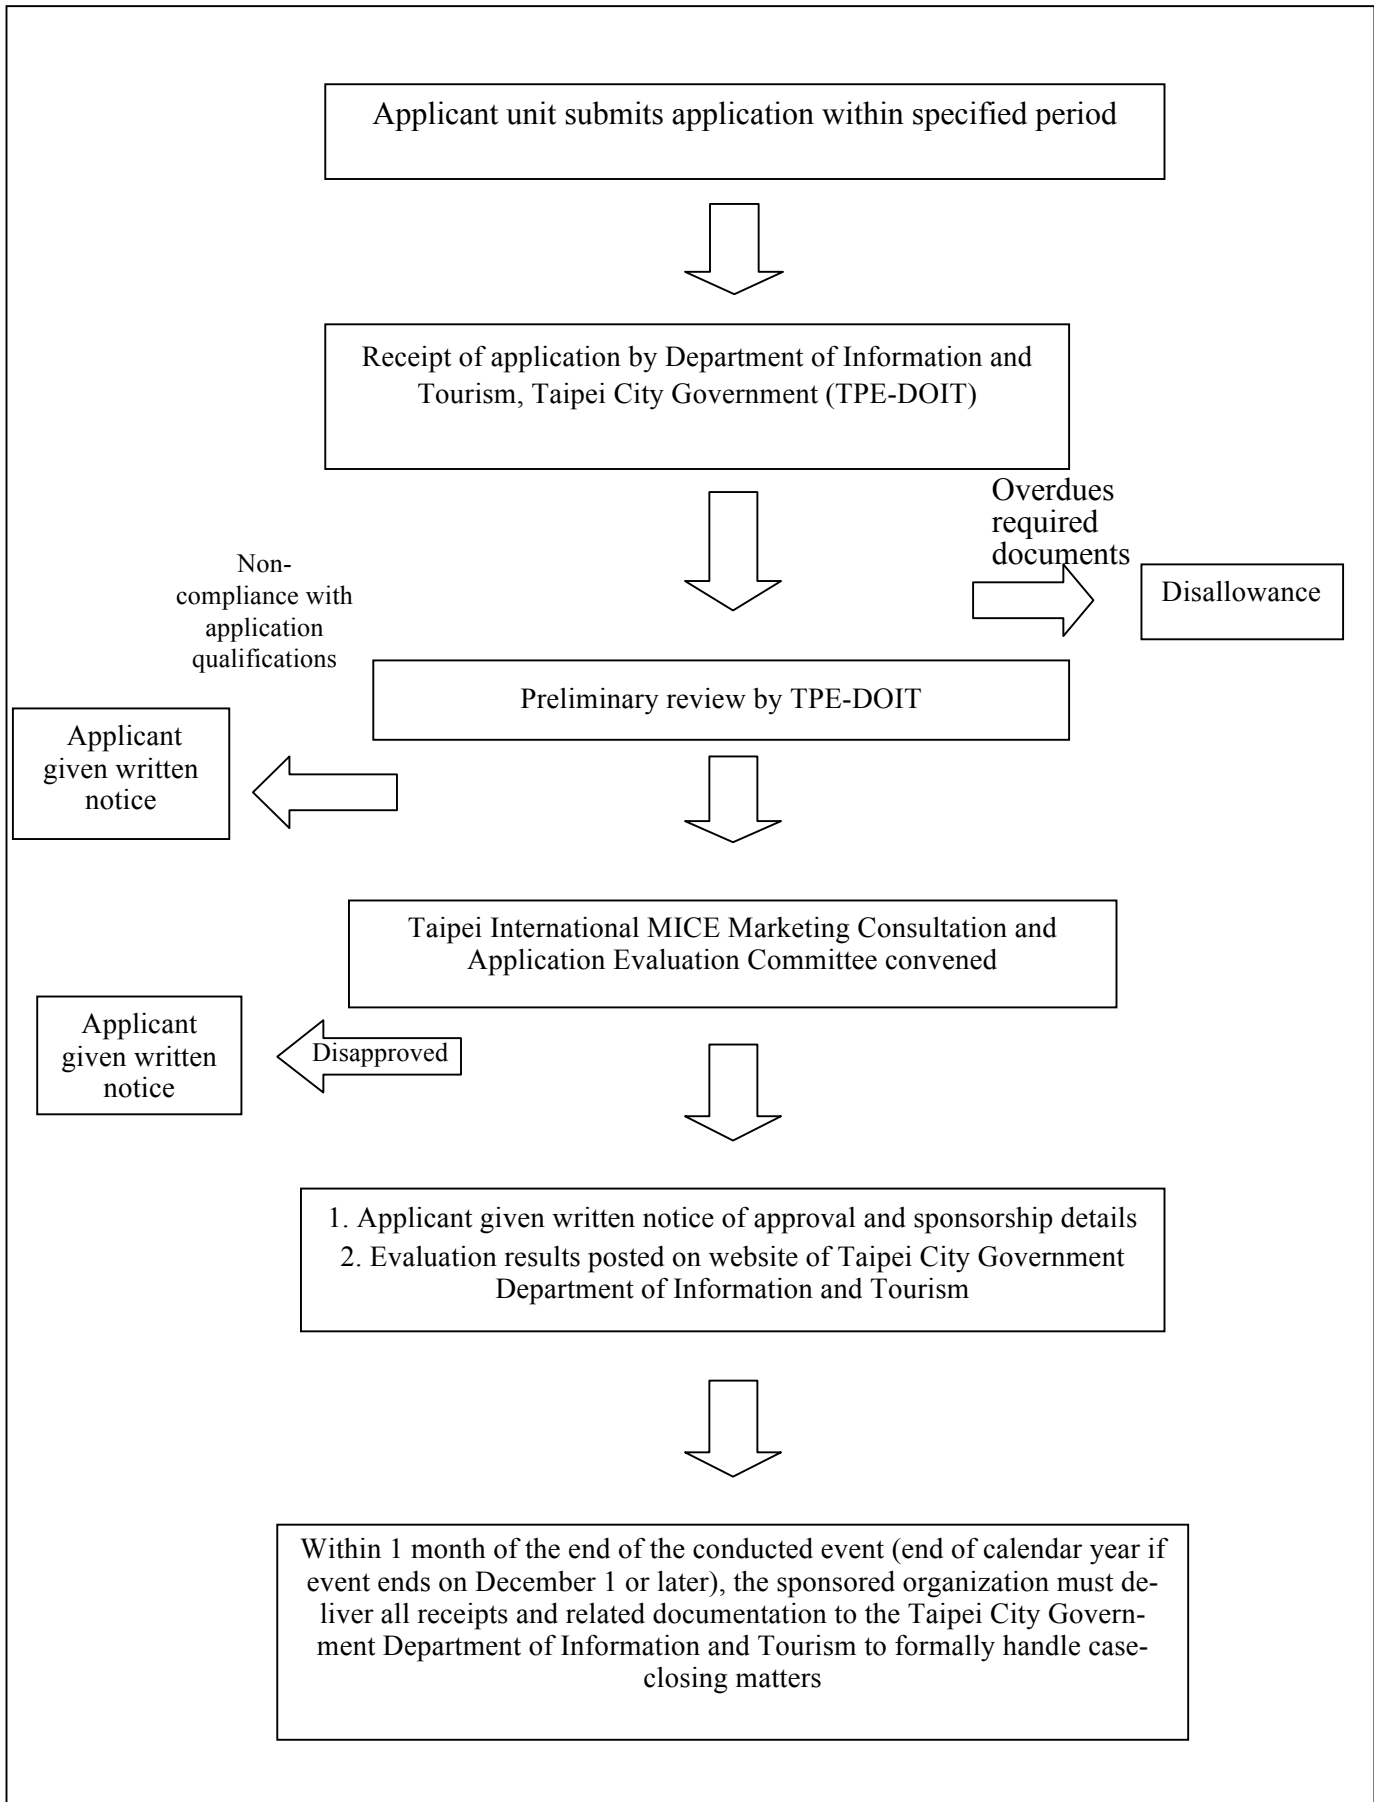 Applicant unit submits application within specified period
Receipt of application by Department of Information and
Tourism, Taipei City Government (TPE-DOIT)
Overdues
required
documents
Disallowance
Non-
compliance with
application
qualifications
Preliminary review by TPE-DOIT
Applicant
given written
notice
Taipei International MICE Marketing Consultation and
Application Evaluation Committee convened
Applicant
given written
notice
Disapproved
1. Applicant given written notice of approval and sponsorship details
2. Evaluation results posted on website of Taipei City Government
Department of Information and Tourism
Within 1 month of the end of the conducted event (end of calendar year if
event ends on December 1 or later), the sponsored organization must de-
liver all receipts and related documentation to the Taipei City Govern-
ment Department of Information and Tourism to formally handle case-
closing matters